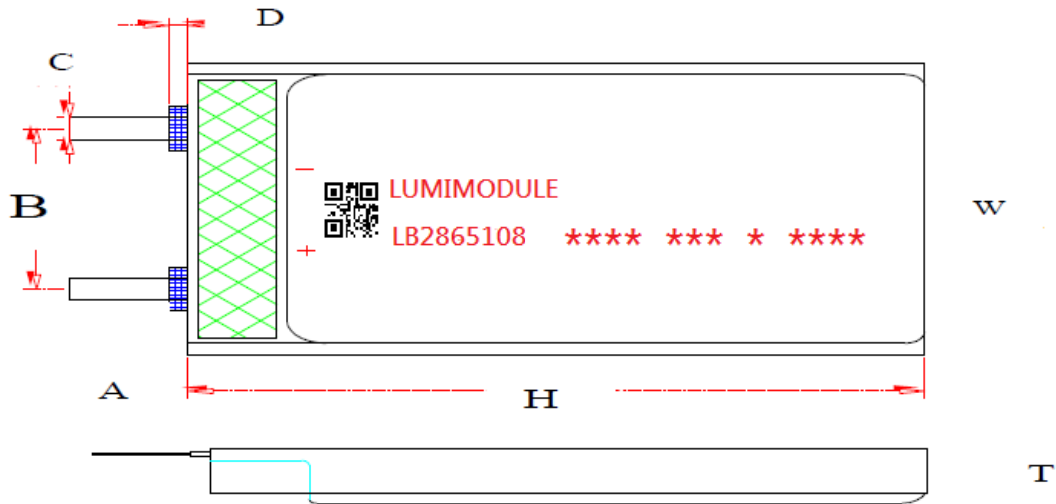 D
C
B
−
LUMIMODULE
LB2865108 **** *** * ****
+
W
A
H
T